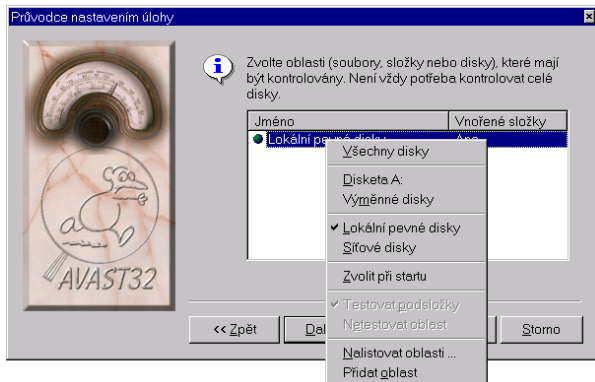 Průvodce nastavením úlohy
Zvolte oblasti (soubory, složky nebo disky), které mají
být kontrolovány. Není vždy potřeba kontrolovat celé
disky.
Jméno Vnořené složky
Lokální pevné disky Ano
Všechny disky
Disketa A:
Výměnné disky
Lokální pevné disky
Síťové disky
Zvolit při startu
Testovat podsložky
Netestovat oblast
Nalistovat oblasti ...
Přidat oblast
AVAST32
<< Zpět Dal Storno